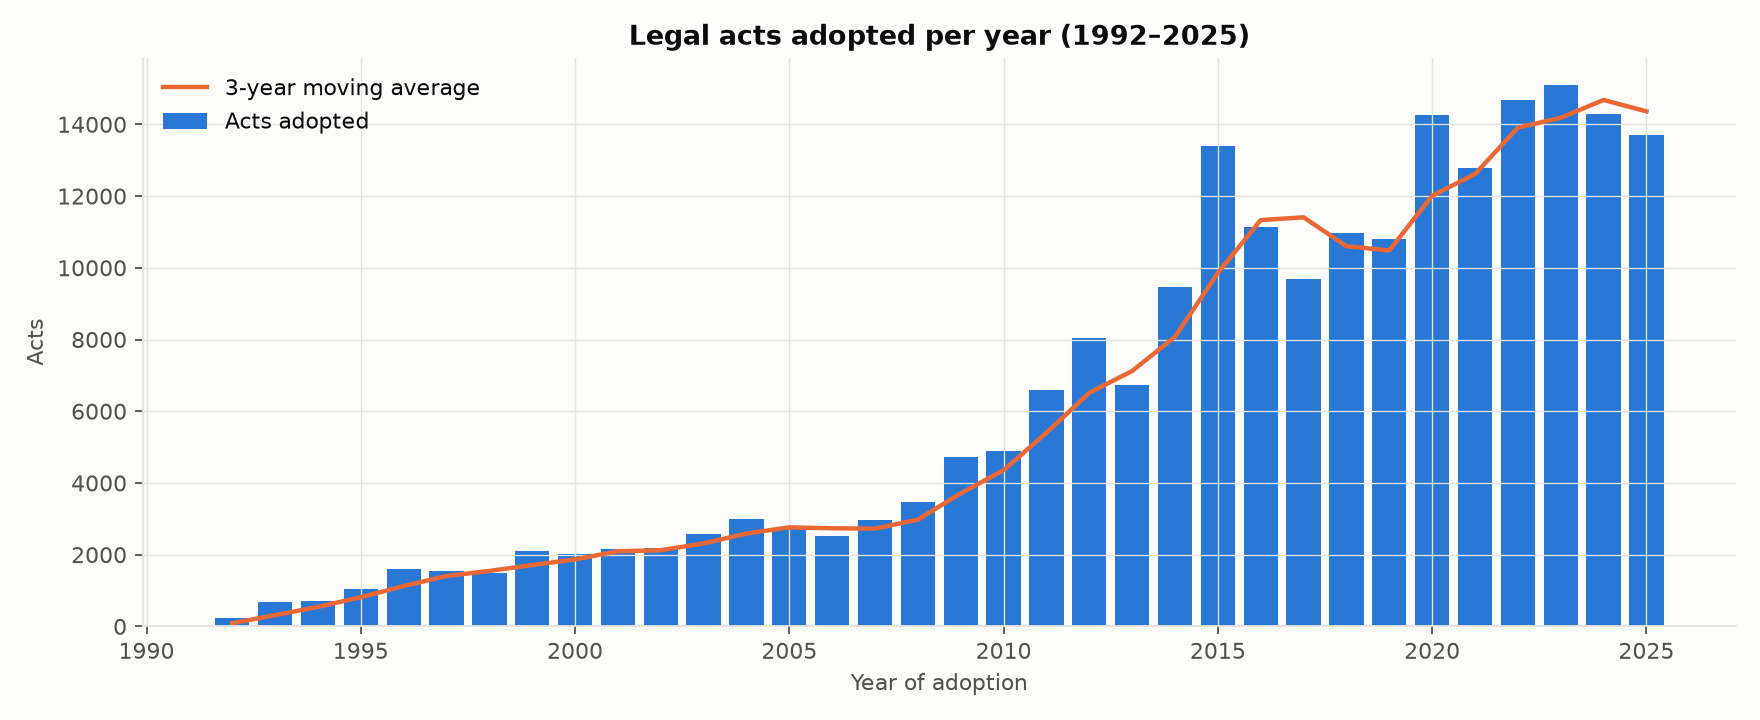 Legal acts adopted per year (1992–2025)
3-year moving average
Acts adopted
14000
12000
10000
8000
6000
4000
2000
0
Acts
1990 1995 2000 2005 2010 2015 2020 2025
Year of adoption